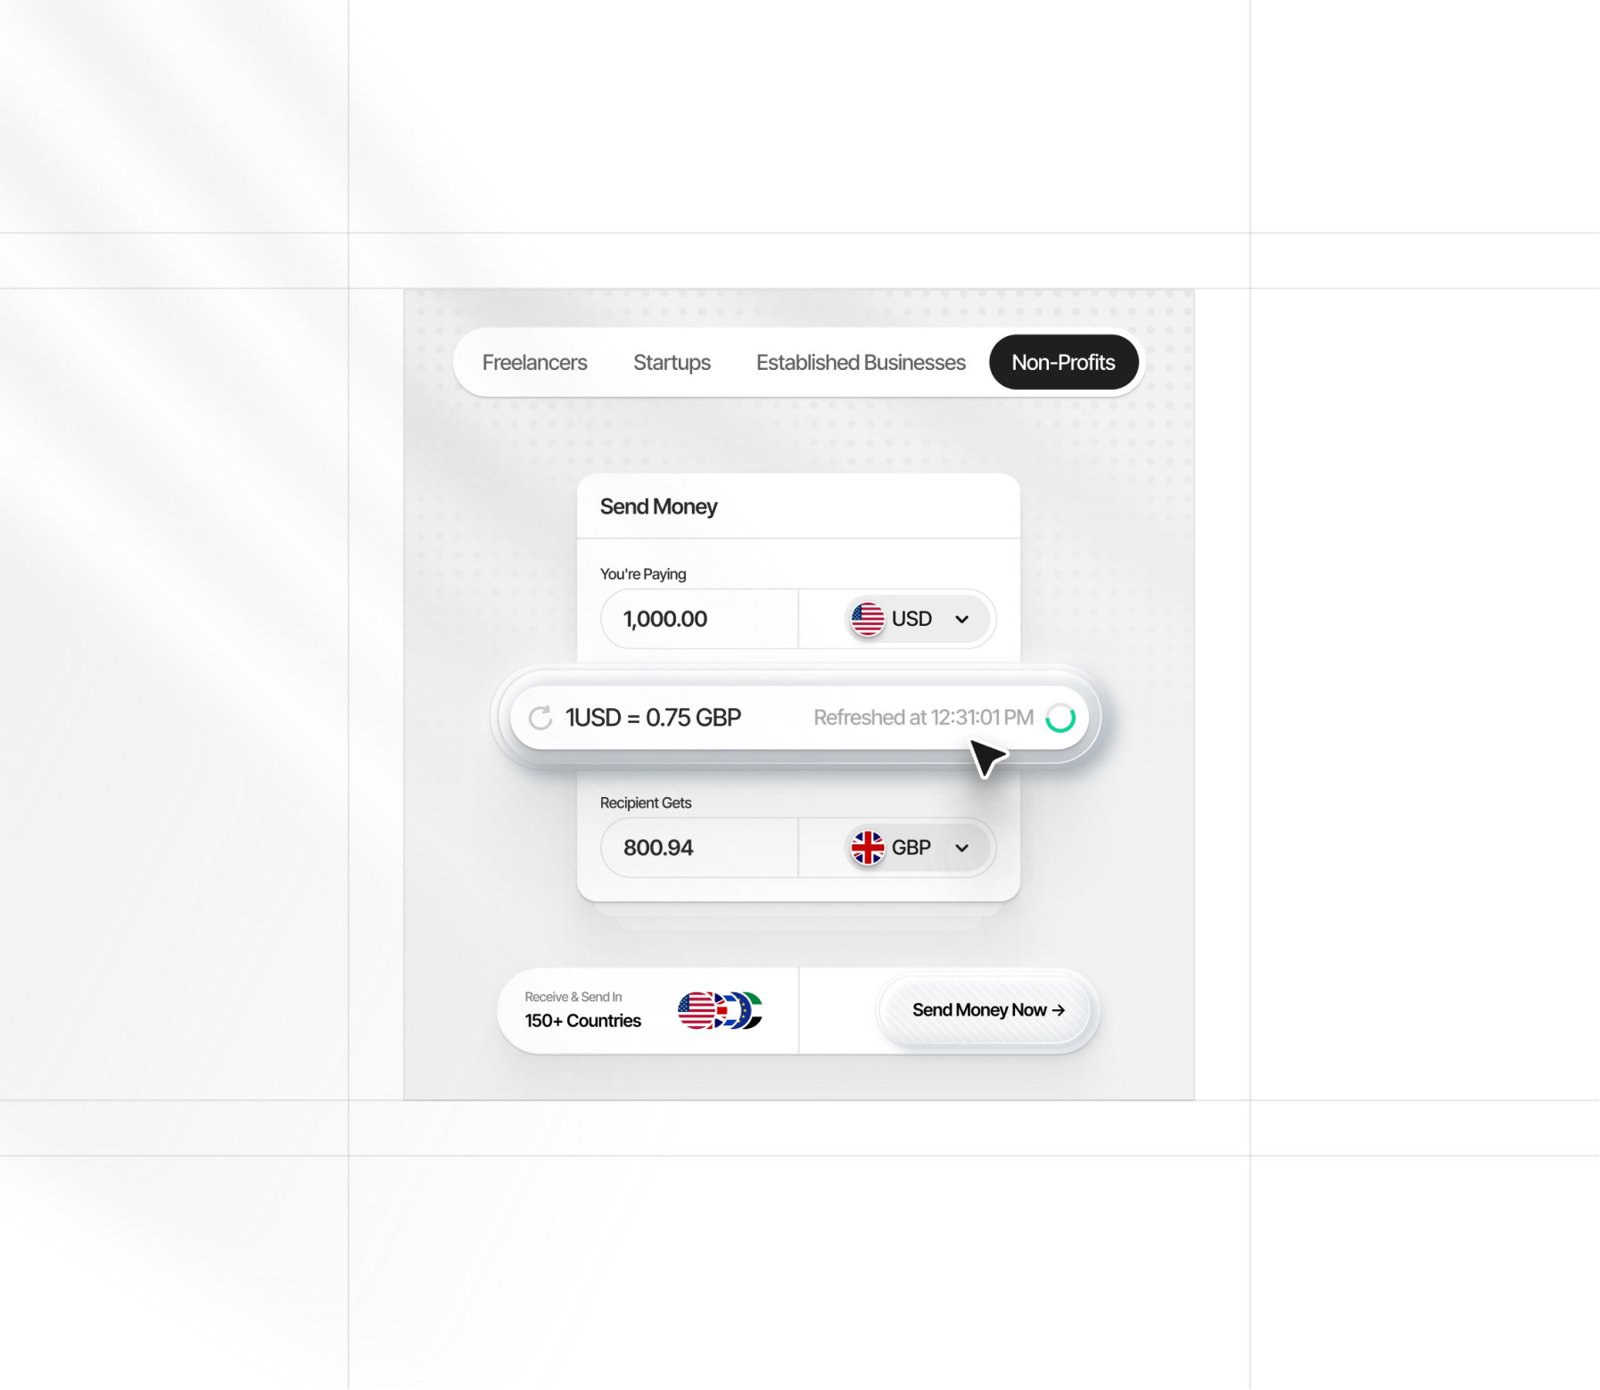 Freelancers Startups Established Businesses Non-Profits
Send Money
You're Paying
1,000.00 USD
1USD = 0.75 GBP Refreshed at 12:31:01 PM
Recipient Gets
800.94 GBP
Receive & Send In
150+ Countries
Send Money Now →